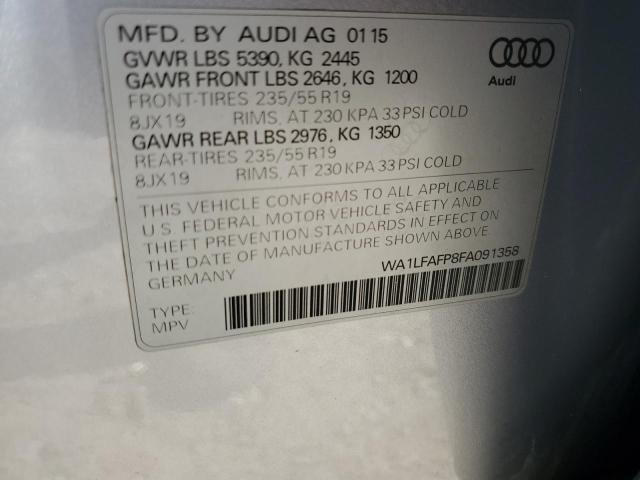 MFD. BY AUDI AG 01 15
GVWR LBS 5390, KG 2445
GAWR FRONT LBS 2646, KG 1200
FRONT-TIRES 235/55 R19
8JX19 RIMS, AT 230 KPA 33 PSI COLD
GAWR REAR LBS 2976, KG 1350
REAR-TIRES 235/55 R19
8JX19 RIMS, AT 230 KPA 33 PSI COLD
Audi
THIS VEHICLE CONFORMS TO ALL APPLICABLE
U.S. FEDERAL MOTOR VEHICLE SAFETY AND
THEFT PREVENTION STANDARDS IN EFFECT ON
THE DATE OF MANUFACTURE SHOWN ABOVE.
GERMANY
WA1LFAFP8FA091358
TYPE:
MPV